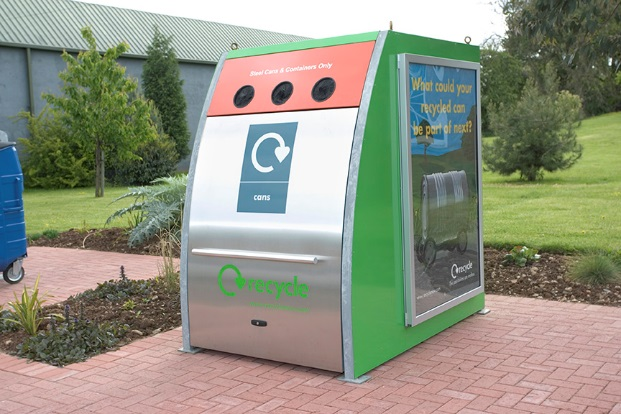 Steel Cans & Containers Only
cans
recycle
What could your
recycled can
be part of next?
recycle